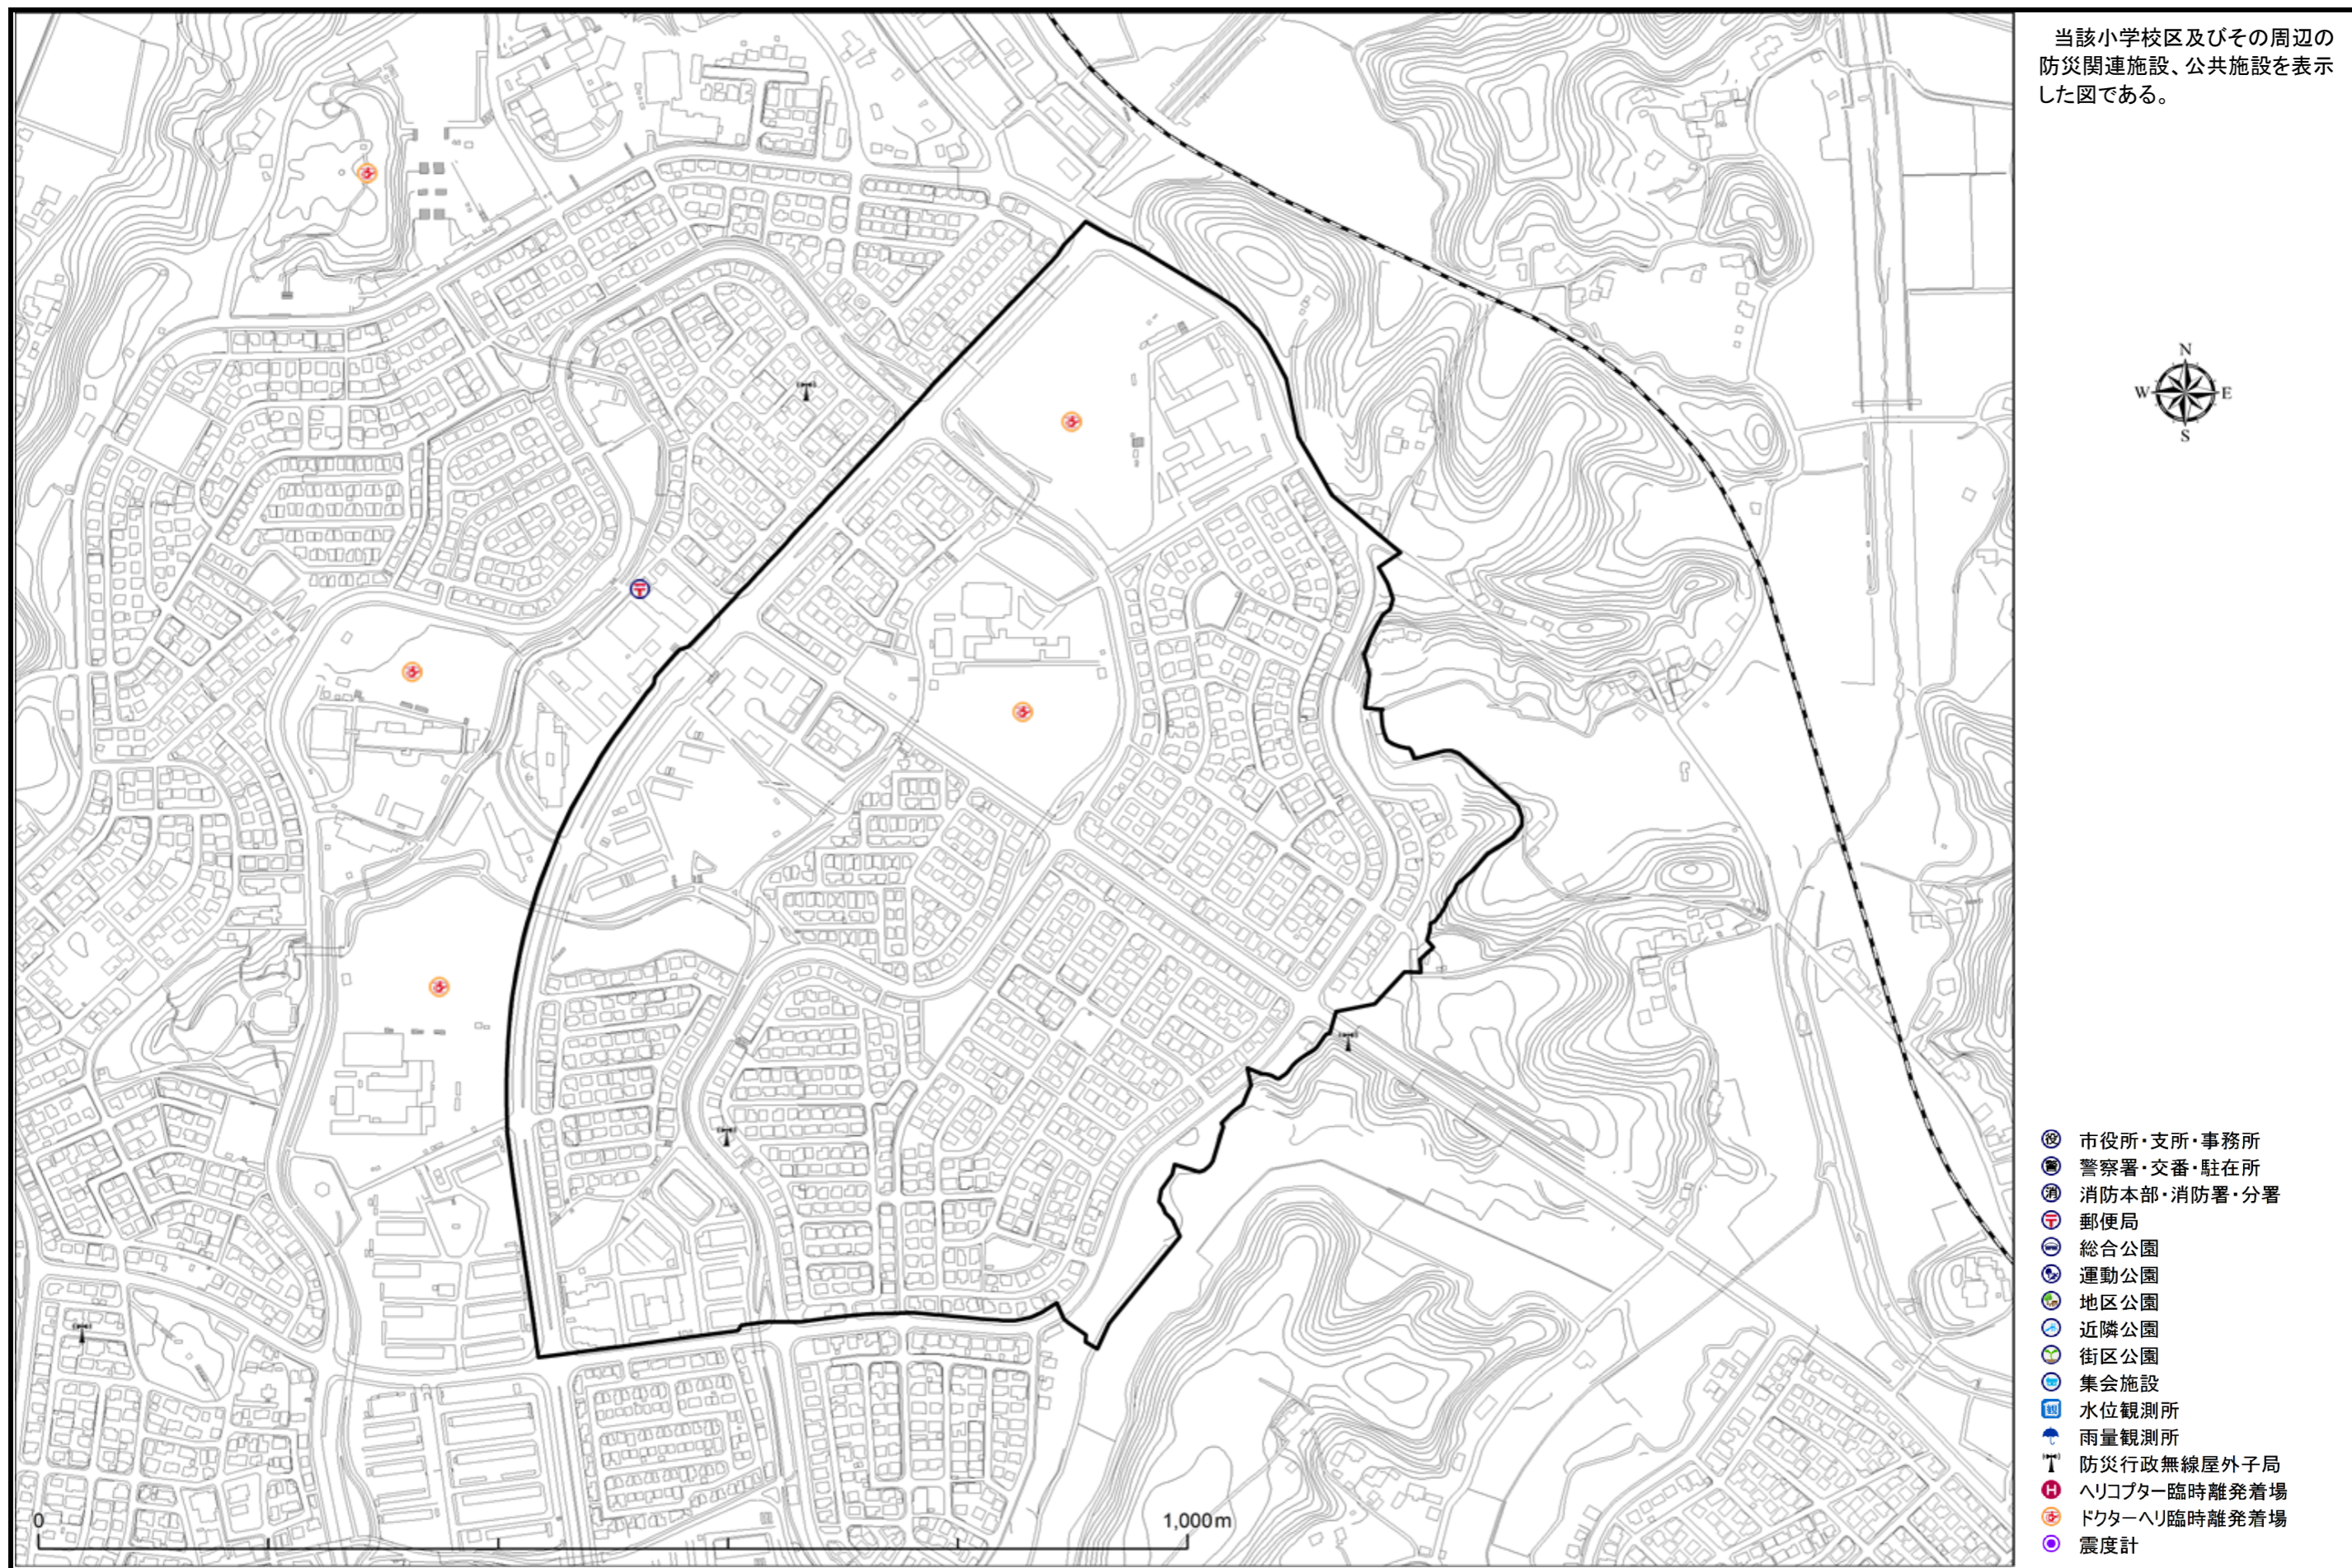 当該小学校区及びその周辺の
防災関連施設、公共施設を表示
した図である。
N
W E
S
役 市役所・支所・事務所
警 警察署・交番・駐在所
消 消防本部・消防署・分署
郵便局
総合公園
運動公園
地区公園
近隣公園
街区公園
集会施設
観 水位観測所
雨量観測所
防災行政無線屋外子局
H ヘリコプター臨時離発着場
ドクターヘリ臨時離発着場
震度計
0 1,000m